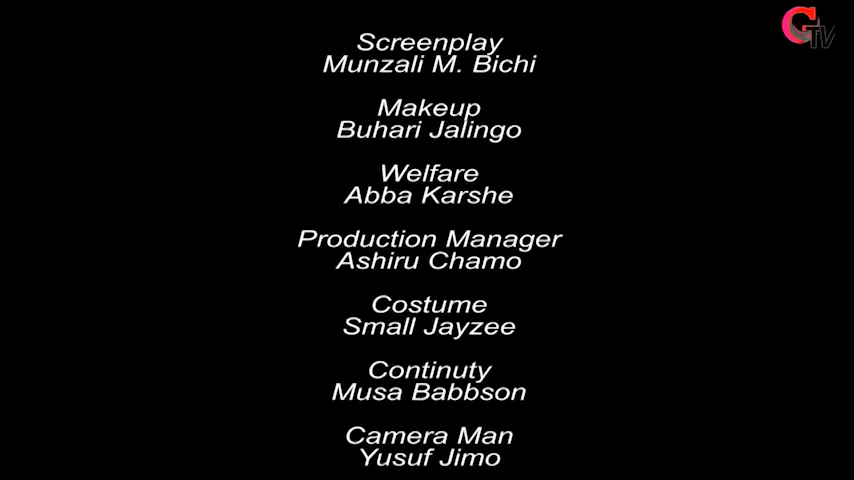 GTV
Screenplay
Munzali M. Bichi
Makeup
Buhari Jalingo
Welfare
Abba Karshe
Production Manager
Ashiru Chamo
Costume
Small Jayzee
Continuty
Musa Babbson
Camera Man
Yusuf Jimo